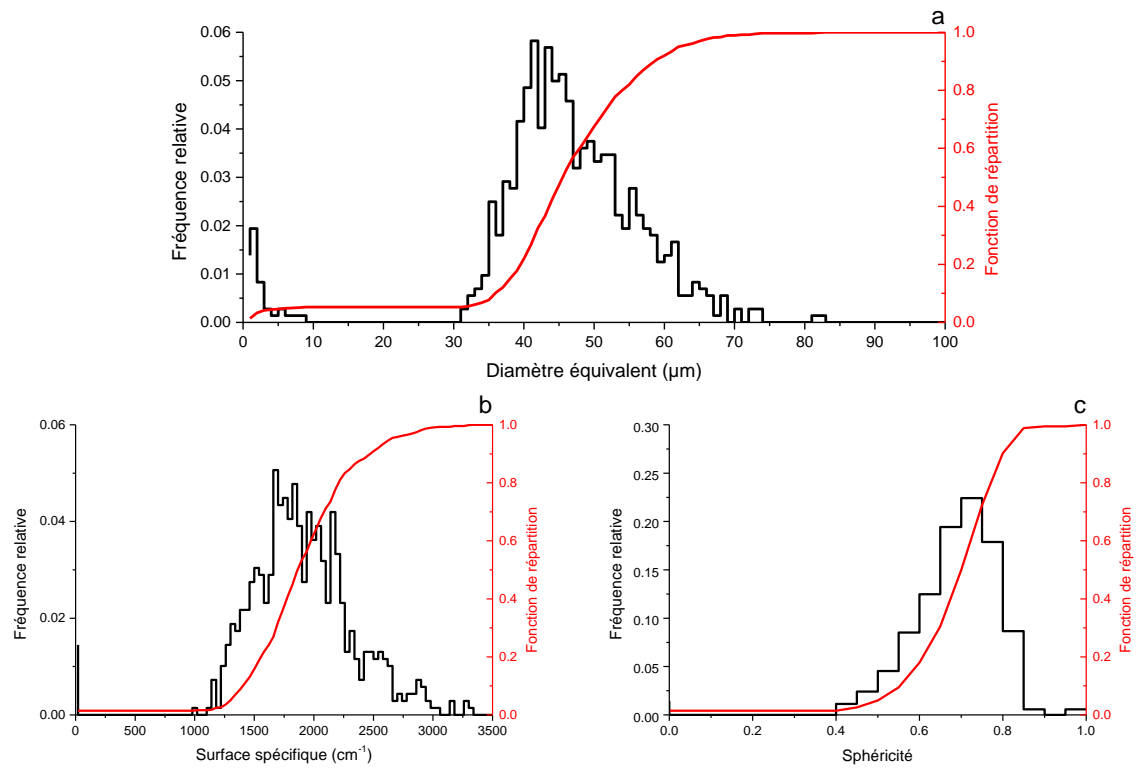 a
0.06
0.05
0.04
0.03
0.02
0.01
0.00
Fréquence relative
1.0
0.8
0.6
0.4
0.2
0.0
Fonction de répartition
0 10 20 30 40 50 60 70 80 90 100
Diamètre équivalent (µm)
b
0.06
0.04
0.02
0.00
Fréquence relative
1.0
0.8
0.6
0.4
0.2
0.0
Fonction de répartition
0 500 1000 1500 2000 2500 3000 3500
Surface spécifique (cm⁻¹)
c
0.30
0.25
0.20
0.15
0.10
0.05
0.00
Fréquence relative
1.0
0.8
0.6
0.4
0.2
0.0
Fonction de répartition
0.0 0.2 0.4 0.6 0.8 1.0
Sphéricité